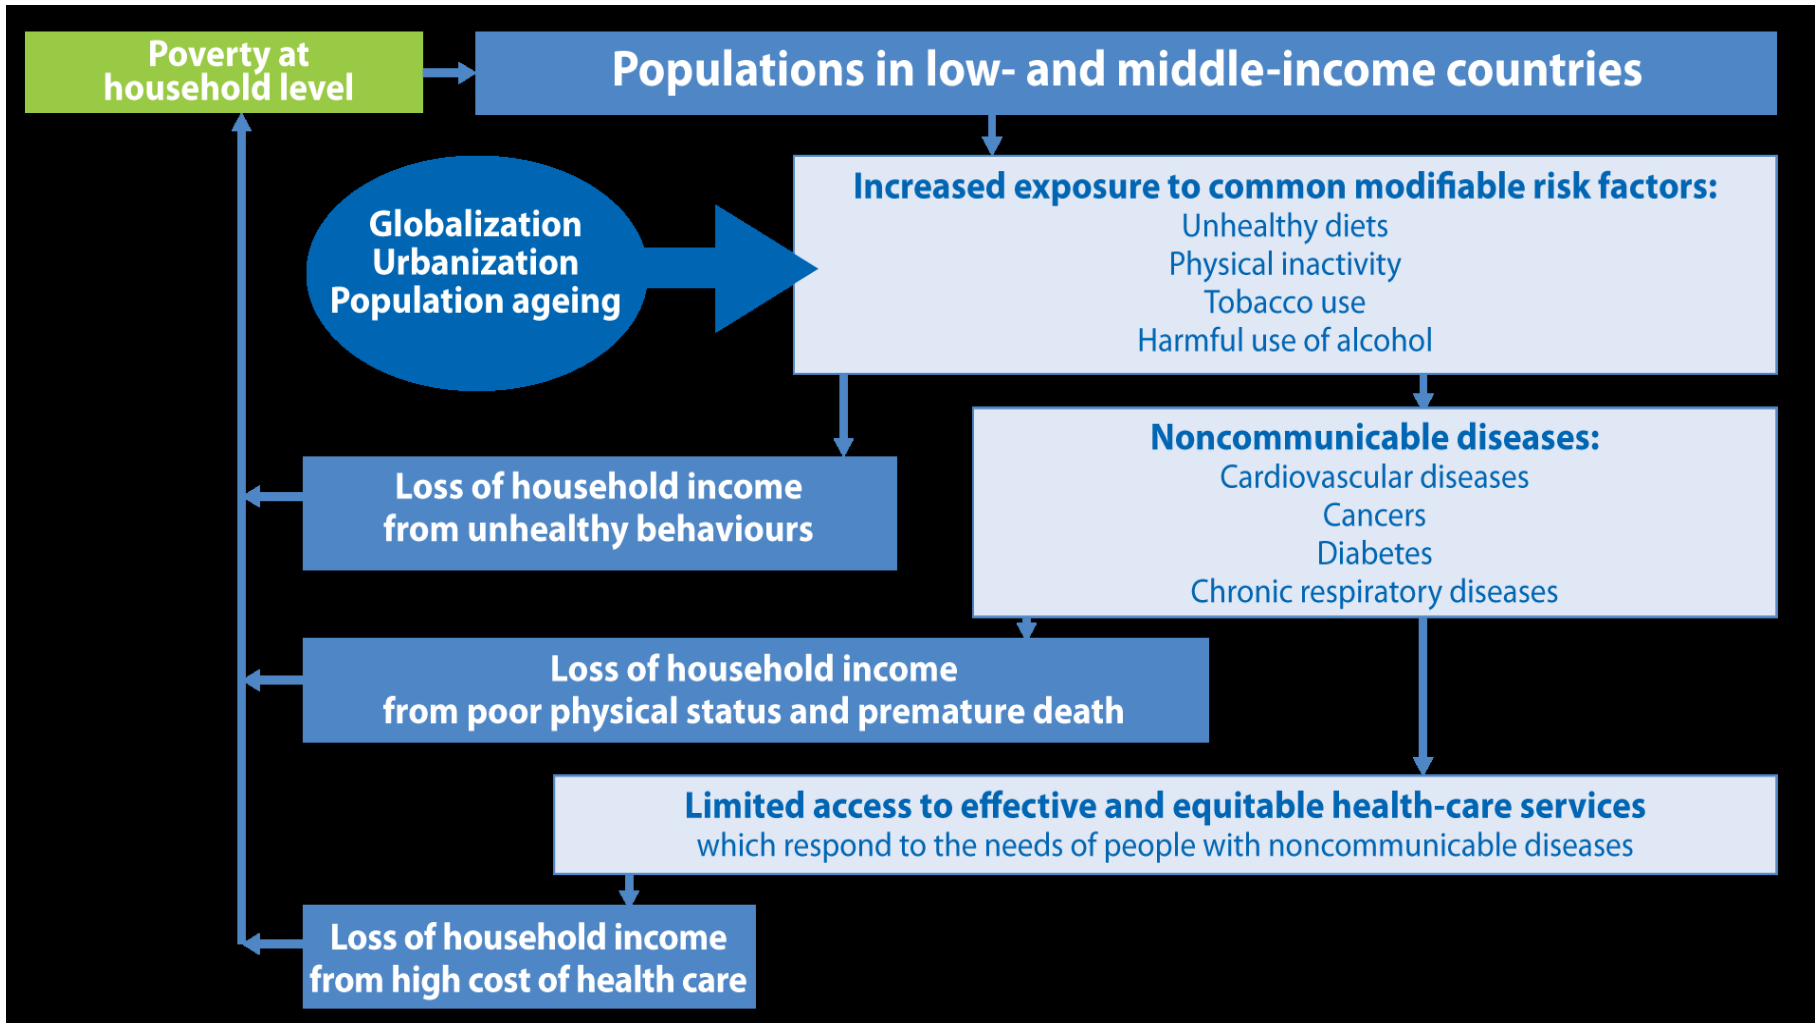 Poverty at
household level
Populations in low- and middle-income countries
Globalization
Urbanization
Population ageing
Increased exposure to common modifiable risk factors:
Unhealthy diets
Physical inactivity
Tobacco use
Harmful use of alcohol
Noncommunicable diseases:
Cardiovascular diseases
Cancers
Diabetes
Chronic respiratory diseases
Loss of household income
from unhealthy behaviours
Loss of household income
from poor physical status and premature death
Limited access to effective and equitable health-care services
which respond to the needs of people with noncommunicable diseases
Loss of household income
from high cost of health care